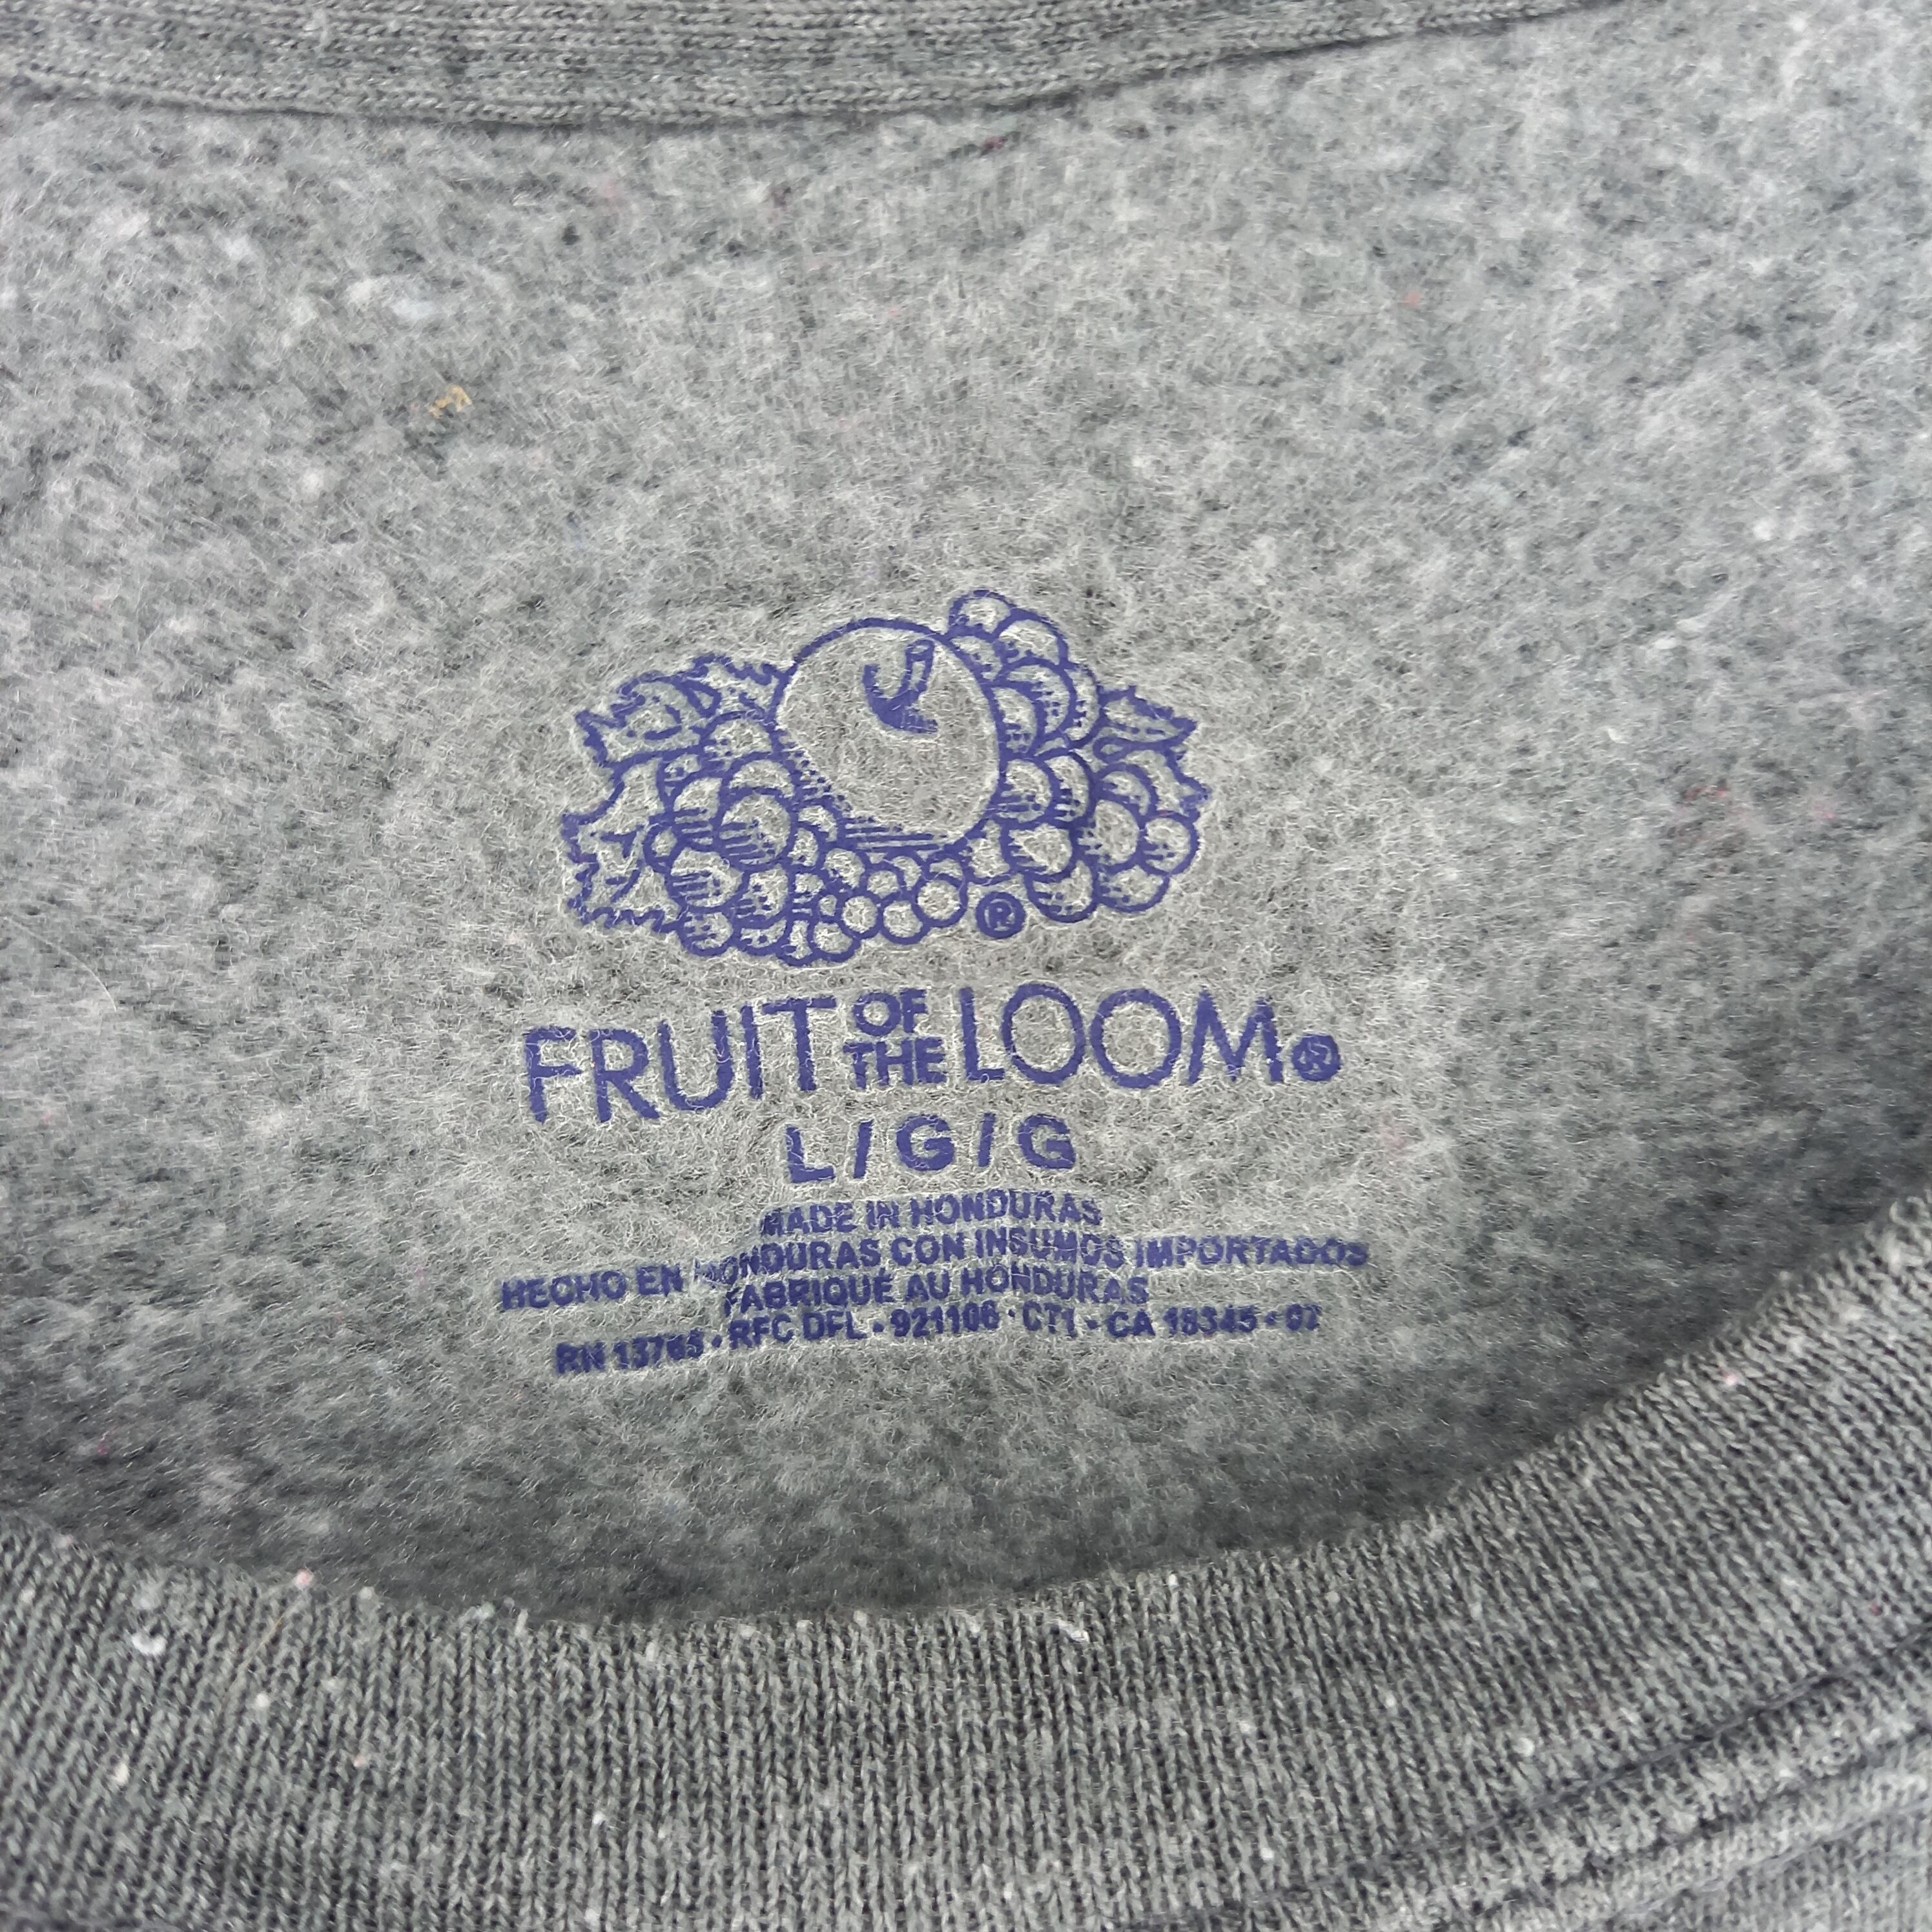 ®
FRUIT OF THE LOOM®
L / G / G
MADE IN HONDURAS
HECHO EN HONDURAS CON INSUMOS IMPORTADOS
FABRIQUÉ AU HONDURAS
RN 13765 · RFC DFL - 921106 · CT1 - CA 19345 - 07